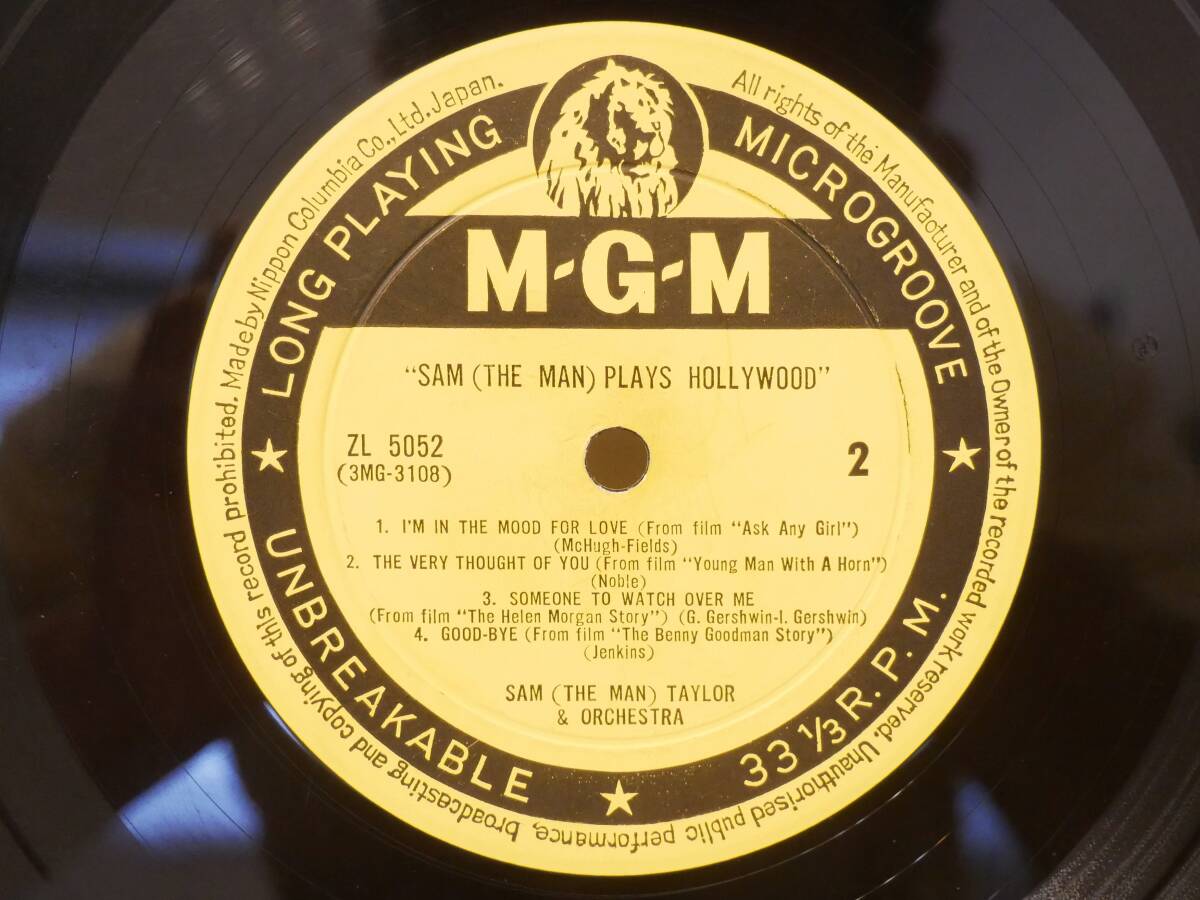 Made by Nippon Columbia Co., Ltd. Japan.
All rights of the Manufacturer and of the Owner of the recorded work reserved. Unauthorised public performance, broadcasting and copying of this record prohibited.
LONG PLAYING
MICROGROOVE
M-G-M
"SAM (THE MAN) PLAYS HOLLYWOOD"
ZL 5052
(3MG-3108)
2
1. I'M IN THE MOOD FOR LOVE (From film "Ask Any Girl")
(McHugh-Fields)
2. THE VERY THOUGHT OF YOU (From film "Young Man With A Horn")
(Noble)
3. SOMEONE TO WATCH OVER ME
(From film "The Helen Morgan Story") (G. Gershwin-I. Gershwin)
4. GOOD-BYE (From film "The Benny Goodman Story")
(Jenkins)
SAM (THE MAN) TAYLOR
& ORCHESTRA
UNBREAKABLE
33 1/3 R. P. M.